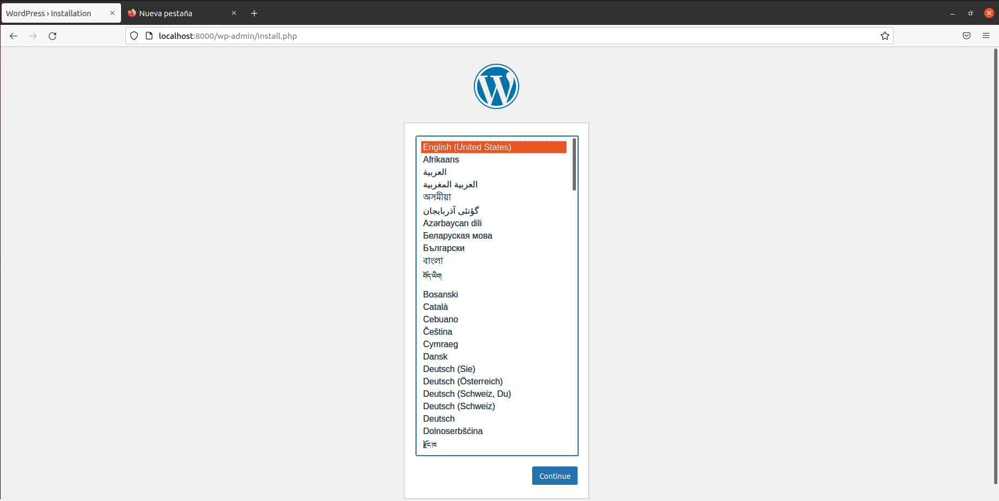 WordPress › Installation
Nueva pestaña
localhost:8000/wp-admin/install.php
English (United States)
Afrikaans
العربية
العربية المغربية
অসমীয়া
گؤنئی آذربایجان
Azərbaycan dili
Беларуская мова
Български
বাংলা
བོད་ཡིག
Bosanski
Català
Cebuano
Čeština
Cymraeg
Dansk
Deutsch (Sie)
Deutsch (Österreich)
Deutsch (Schweiz, Du)
Deutsch (Schweiz)
Deutsch
Dolnoserbšćina
རྫོང་ཁ
Continue